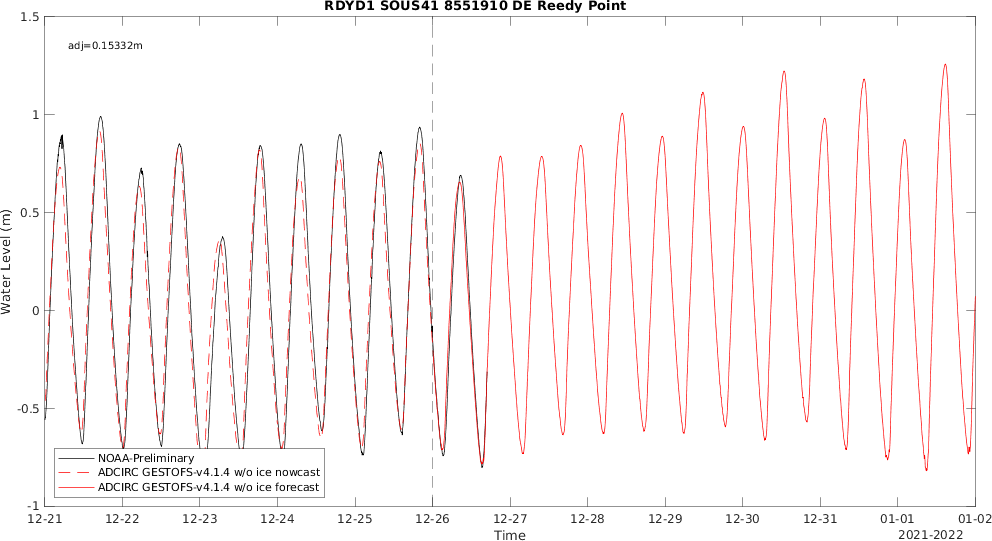 RDYD1 SOUS41 8551910 DE Reedy Point
1.5
adj=0.15332m
1
0.5
Water Level (m)
0
-0.5
NOAA-Preliminary
ADCIRC GESTOFS-v4.1.4 w/o ice nowcast
ADCIRC GESTOFS-v4.1.4 w/o ice forecast
-1
12-21 12-22 12-23 12-24 12-25 12-26 12-27 12-28 12-29 12-30 12-31 01-01 01-02
Time
2021-2022